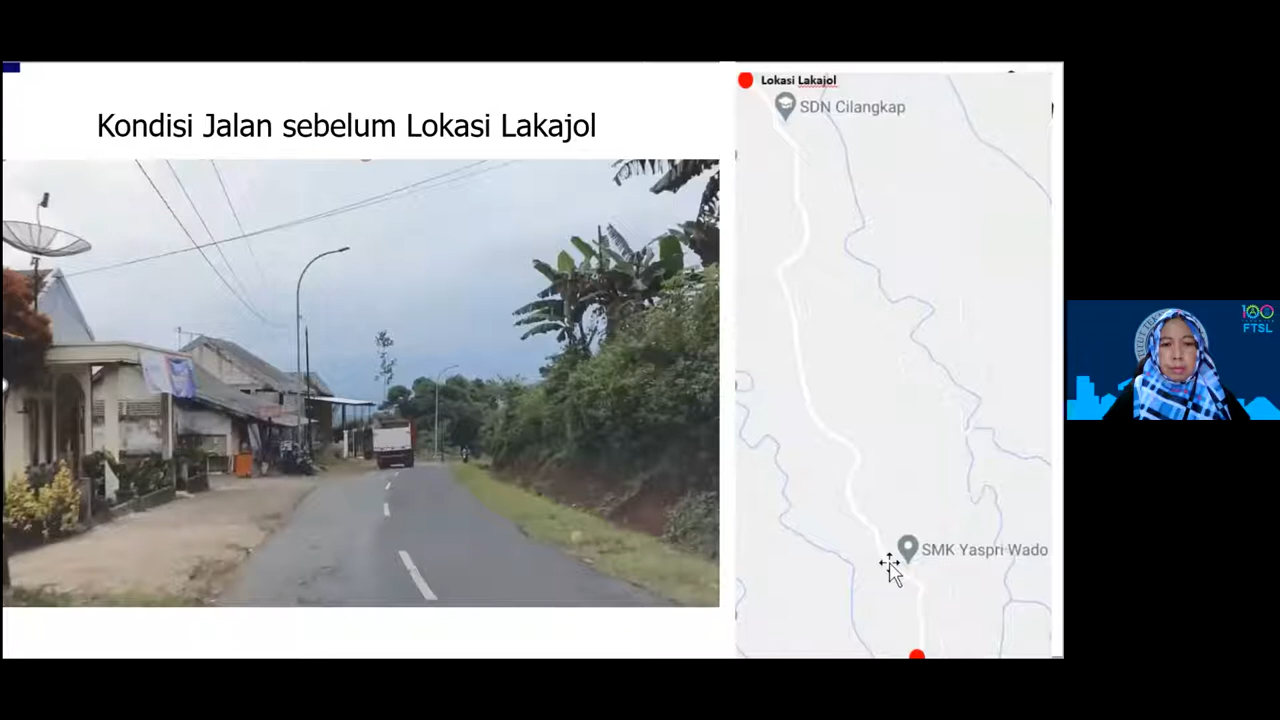 Kondisi Jalan sebelum Lokasi Lakajol
Lokasi Lakajol
SDN Cilangkap
SMK Yaspri Wado
100
FTSL